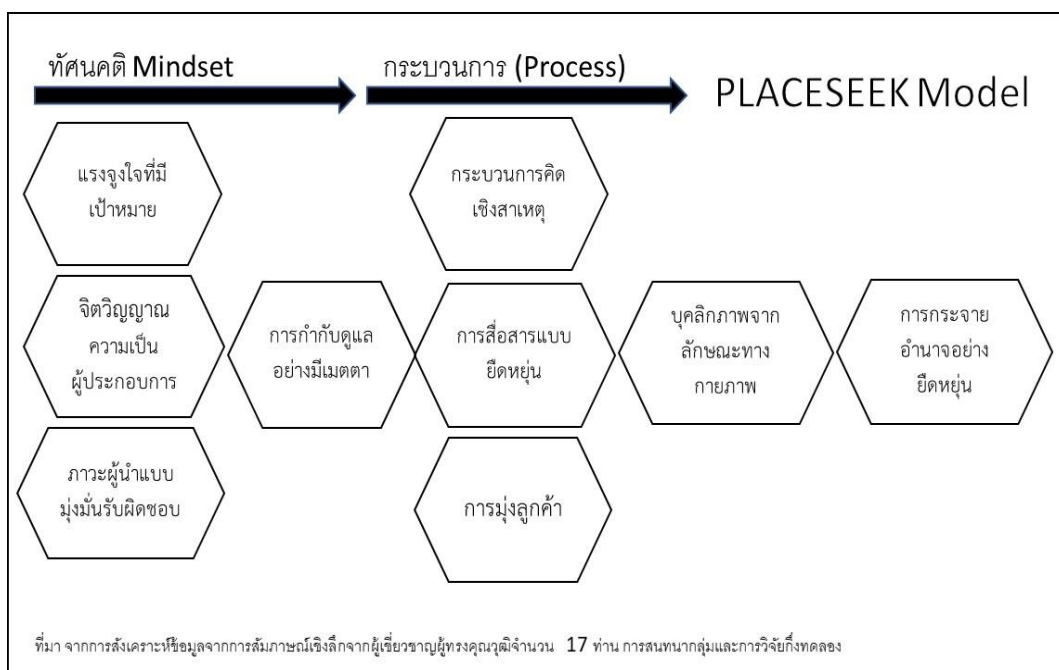 ทัศนคติ Mindset
กระบวนการ (Process)
PLACESEEK Model
แรงจูงใจที่มี
เป้าหมาย
กระบวนการคิด
เชิงสาเหตุ
จิตวิญญาณ
ความเป็น
ผู้ประกอบการ
การกำกับดูแล
อย่างมีเมตตา
การสื่อสารแบบ
ยืดหยุ่น
บุคลิกภาพจาก
ลักษณะทาง
กายภาพ
การกระจาย
อำนาจอย่าง
ยืดหยุ่น
ภาวะผู้นำแบบ
มุ่งมั่นรับผิดชอบ
การมุ่งลูกค้า
ที่มา จากการสังเคราะห์ข้อมูลจากการสัมภาษณ์เชิงลึกจากผู้เชี่ยวชาญผู้ทรงคุณวุฒิจำนวน 17 ท่าน การสนทนากลุ่มและการวิจัยกึ่งทดลอง